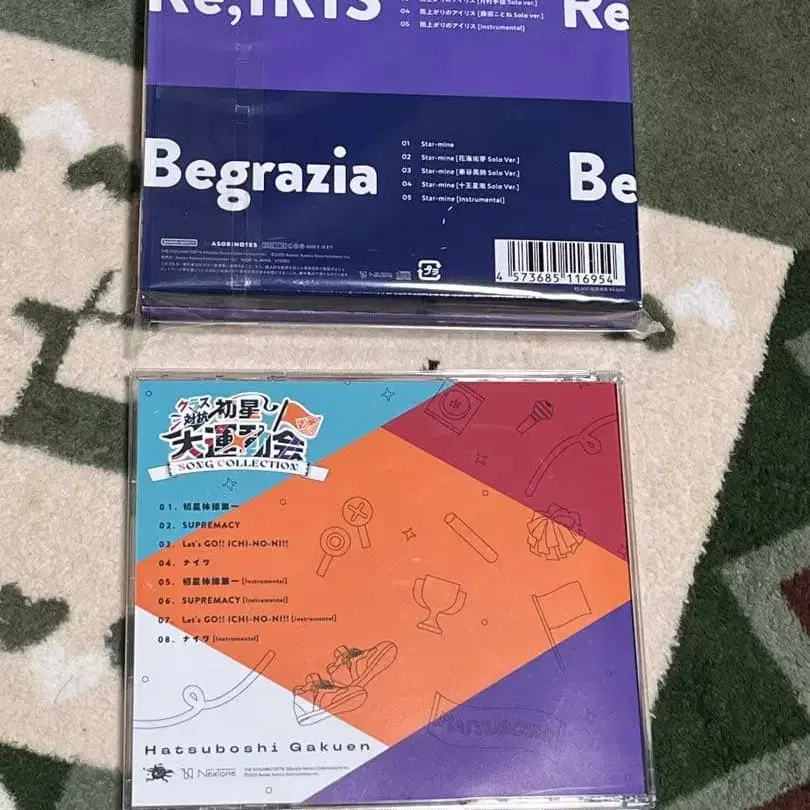 Re;IRIS
Re
04 雨上がりのアイリス [藤田ことね Solo ver.]
05 雨上がりのアイリス [Instrumental]
Begrazia
Be
01 Star-mine
02 Star-mine [花海佑芽 Solo Ver.]
03 Star-mine [秦谷美鈴 Solo Ver.]
04 Star-mine [十王星南 Solo Ver.]
05 Star-mine [Instrumental]
ASOBINOTES
NexTone
4 573685 116954
クラス対抗 初星
大運動会
SONG COLLECTION
01. 初星体操第一
02. SUPREMACY
03. Let's GO!! ICHI-NO-NI!!
04. ナイワ
05. 初星体操第一 [Instrumental]
06. SUPREMACY [Instrumental]
07. Let's GO!! ICHI-NO-NI!! [Instrumental]
08. ナイワ [Instrumental]
HATSUBOSHI
Hatsuboshi Gakuen
NexTone